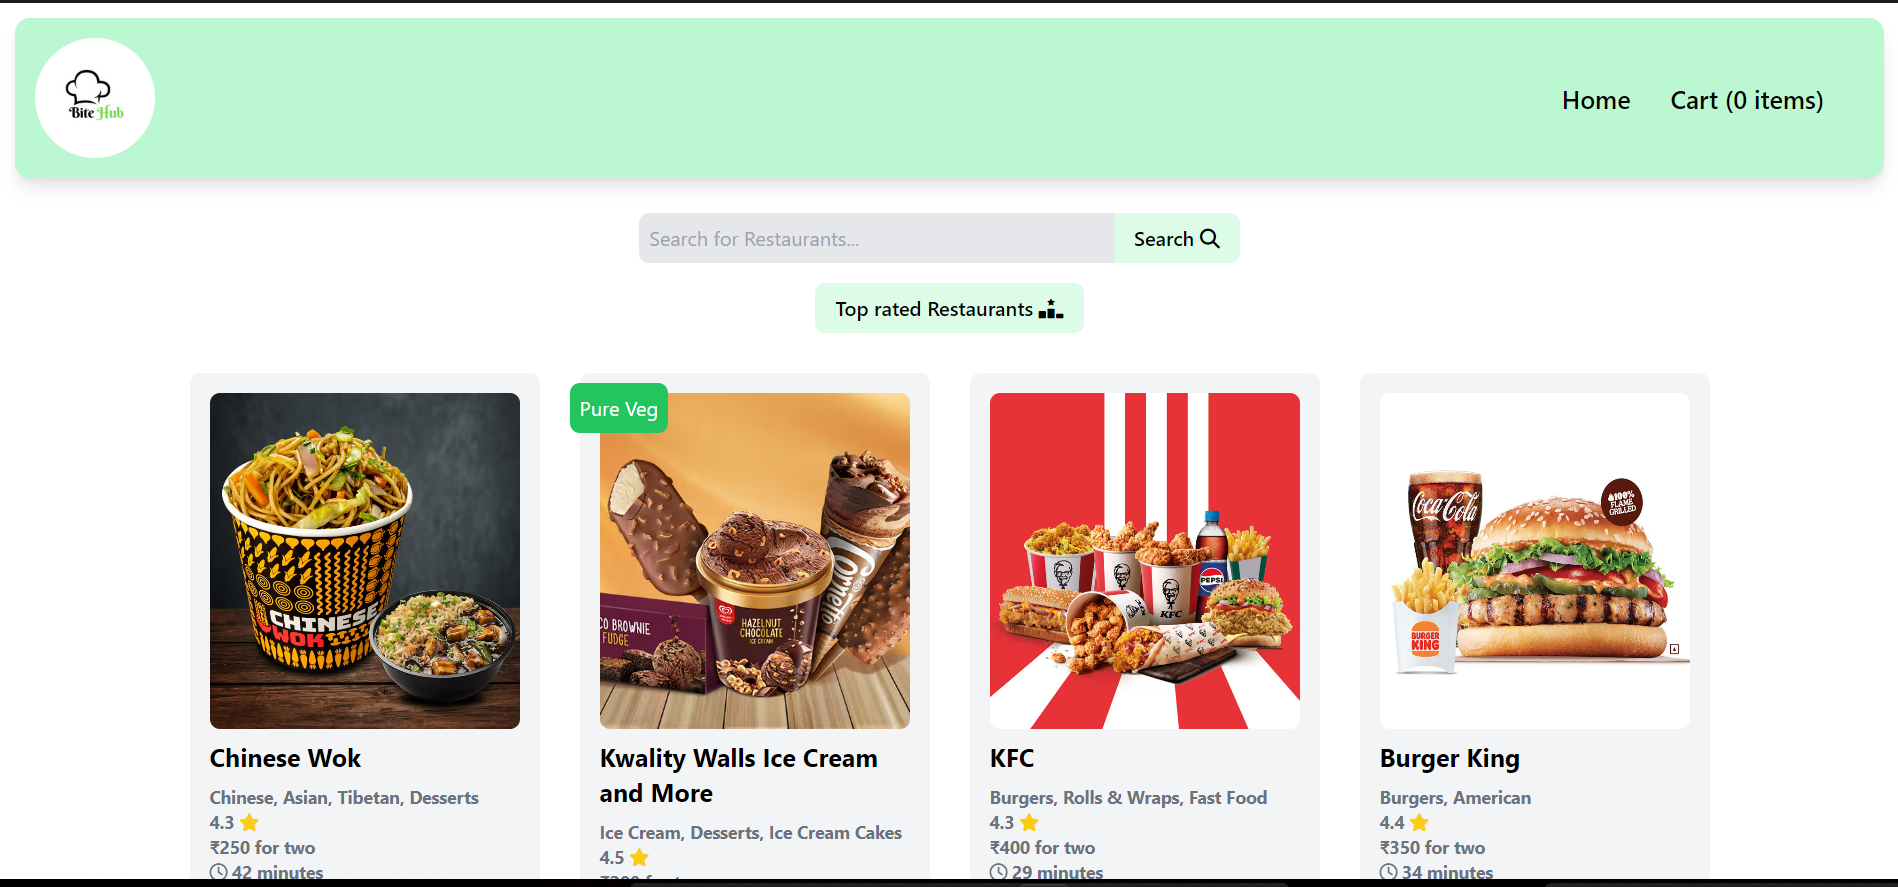 Bite Hub
Home
Cart (0 items)
Search for Restaurants...
Search
Top rated Restaurants
Pure Veg
CHINESE
WOK
CO BROWNIE
FUDGE
HAZELNUT
CHOCOLATE
ICE CREAM
KFC
PEPSI
Coca-Cola
100%
FLAME
GRILLED
BURGER
KING
Chinese Wok
Chinese, Asian, Tibetan, Desserts
4.3
₹250 for two
42 minutes
Kwality Walls Ice Cream
and More
Ice Cream, Desserts, Ice Cream Cakes
4.5
KFC
Burgers, Rolls & Wraps, Fast Food
4.3
₹400 for two
29 minutes
Burger King
Burgers, American
4.4
₹350 for two
34 minutes